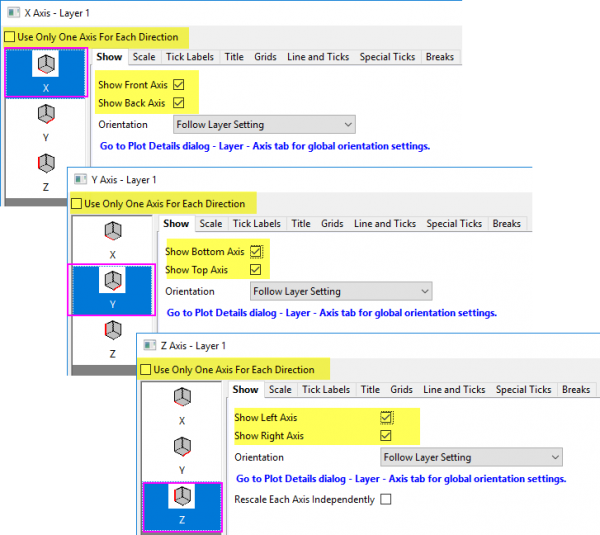 X Axis - Layer 1
Use Only One Axis For Each Direction
Show Scale Tick Labels Title Grids Line and Ticks Special Ticks Breaks
X
Y
Z
Show Front Axis
Show Back Axis
Orientation Follow Layer Setting
Go to Plot Details dialog - Layer - Axis tab for global orientation settings.
Y Axis - Layer 1
Use Only One Axis For Each Direction
Show Scale Tick Labels Title Grids Line and Ticks Special Ticks Breaks
X
Y
Z
Show Bottom Axis
Show Top Axis
Orientation Follow Layer Setting
Go to Plot Details dialog - Layer - Axis tab for global orientation settings.
Z Axis - Layer 1
Use Only One Axis For Each Direction
Show Scale Tick Labels Title Grids Line and Ticks Special Ticks Breaks
X
Y
Z
Show Left Axis
Show Right Axis
Orientation Follow Layer Setting
Go to Plot Details dialog - Layer - Axis tab for global orientation settings.
Rescale Each Axis Independently